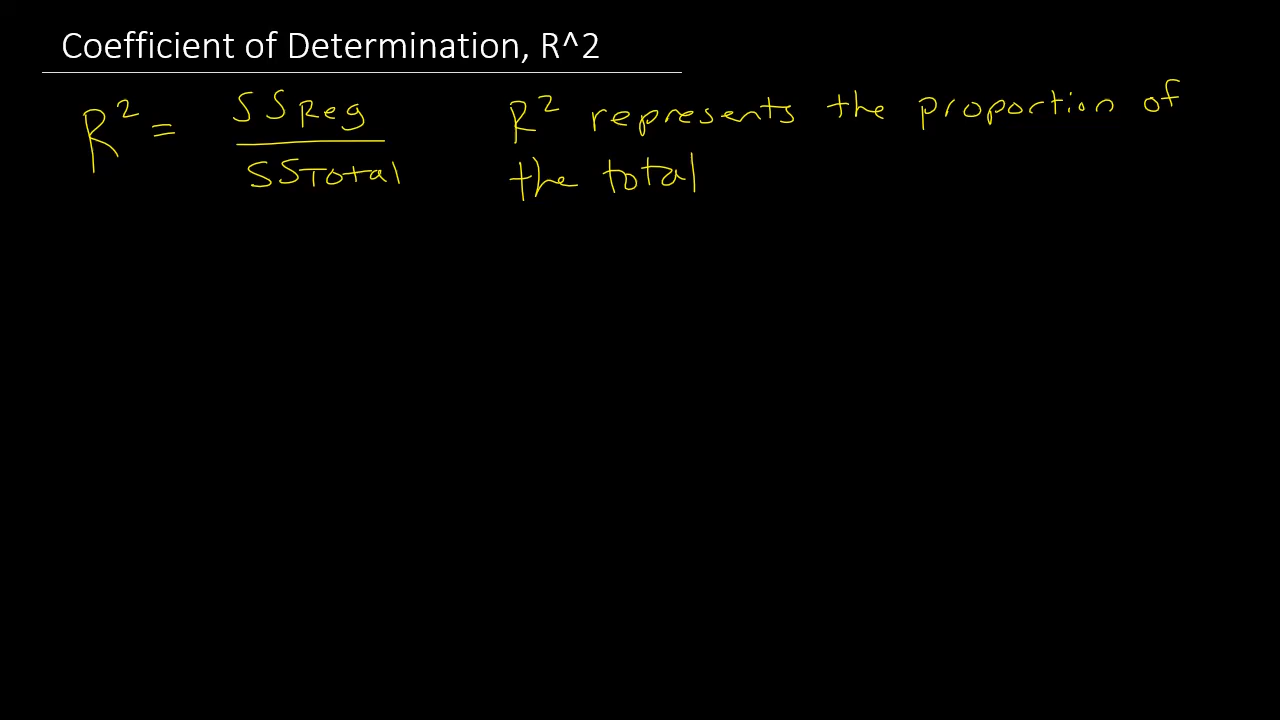 Coefficient of Determination, R^2
R² = SSReg / SSTotal
R² represents the proportion of
the total